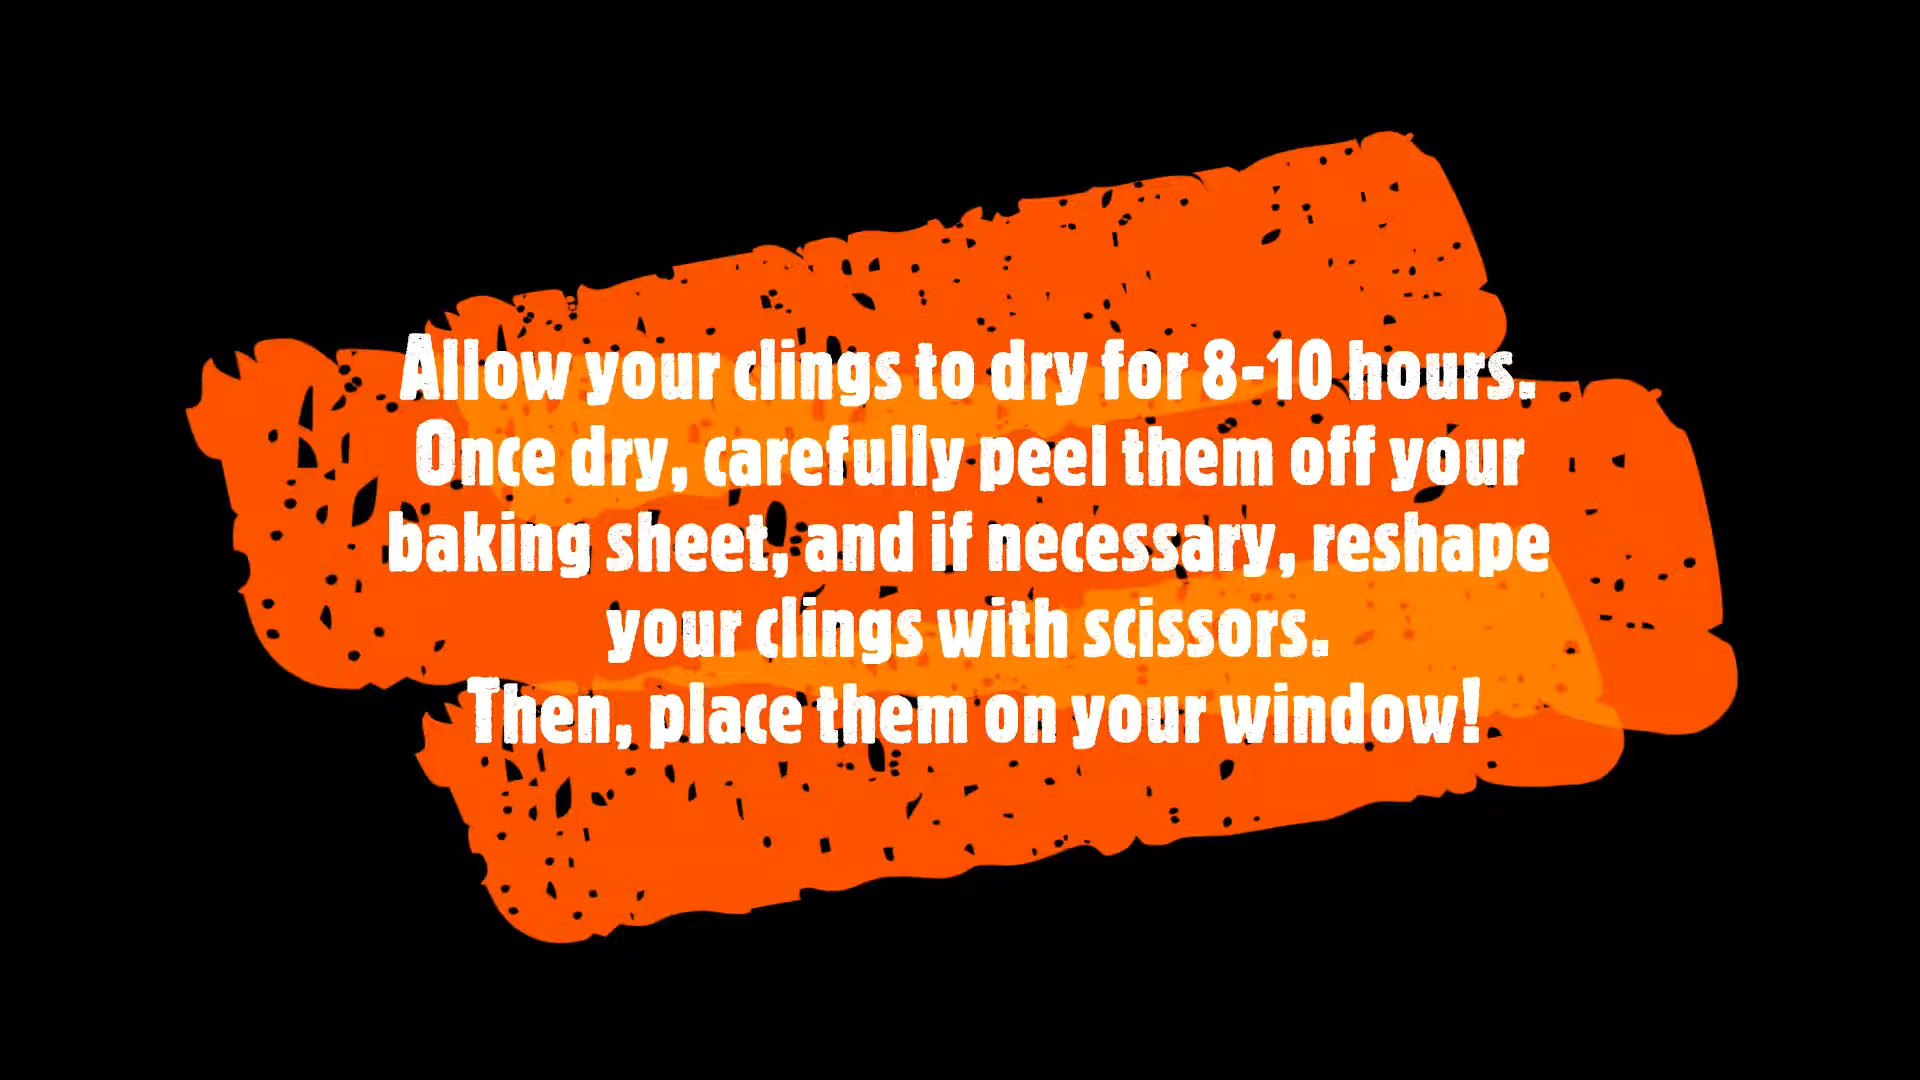 Allow your clings to dry for 8-10 hours.
Once dry, carefully peel them off your
baking sheet, and if necessary, reshape
your clings with scissors.
Then, place them on your window!